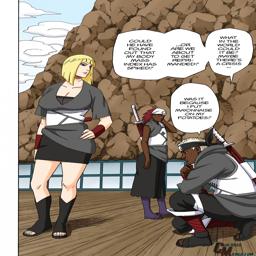 WHAT
IN THE
WORLD
COULD
IT BE?
MAYBE
THERE'S
A CRISIS
...
...OR
ARE WE
ABOUT
TO GET
REPRI-
MANDED?
COULD
HE HAVE
FOUND
OUT THAT
MY BODY
MASS
INDEX HAS
SPIKED?
WAS IT
BECAUSE
I PUT
MAYONNAISE
ON MY
POTATOES?